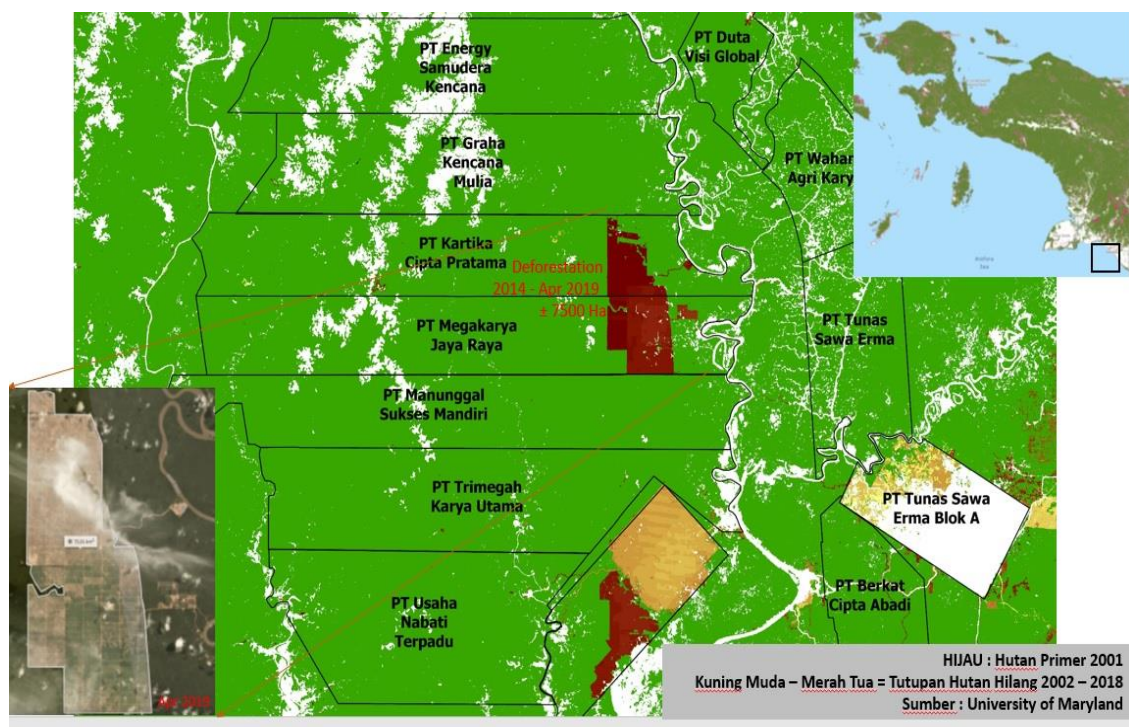 PT Energy
Samudera
Kencana
PT Duta
Visi Global
PT Graha
Kencana
Mulia
PT Wahan
Agri Kary
PT Kartika
Cipta Pratama
Deforestation
2014 - Apr 2019
± 7500 Ha
PT Megakarya
Jaya Raya
PT Tunas
Sawa Erma
PT Manunggal
Sukses Mandiri
PT Trimegah
Karya Utama
PT Tunas Sawa
Erma Blok A
PT Usaha
Nabati
Terpadu
PT Berkat
Cipta Abadi
Apr 2019
HIJAU : Hutan Primer 2001
Kuning Muda – Merah Tua = Tutupan Hutan Hilang 2002 – 2018
Sumber : University of Maryland